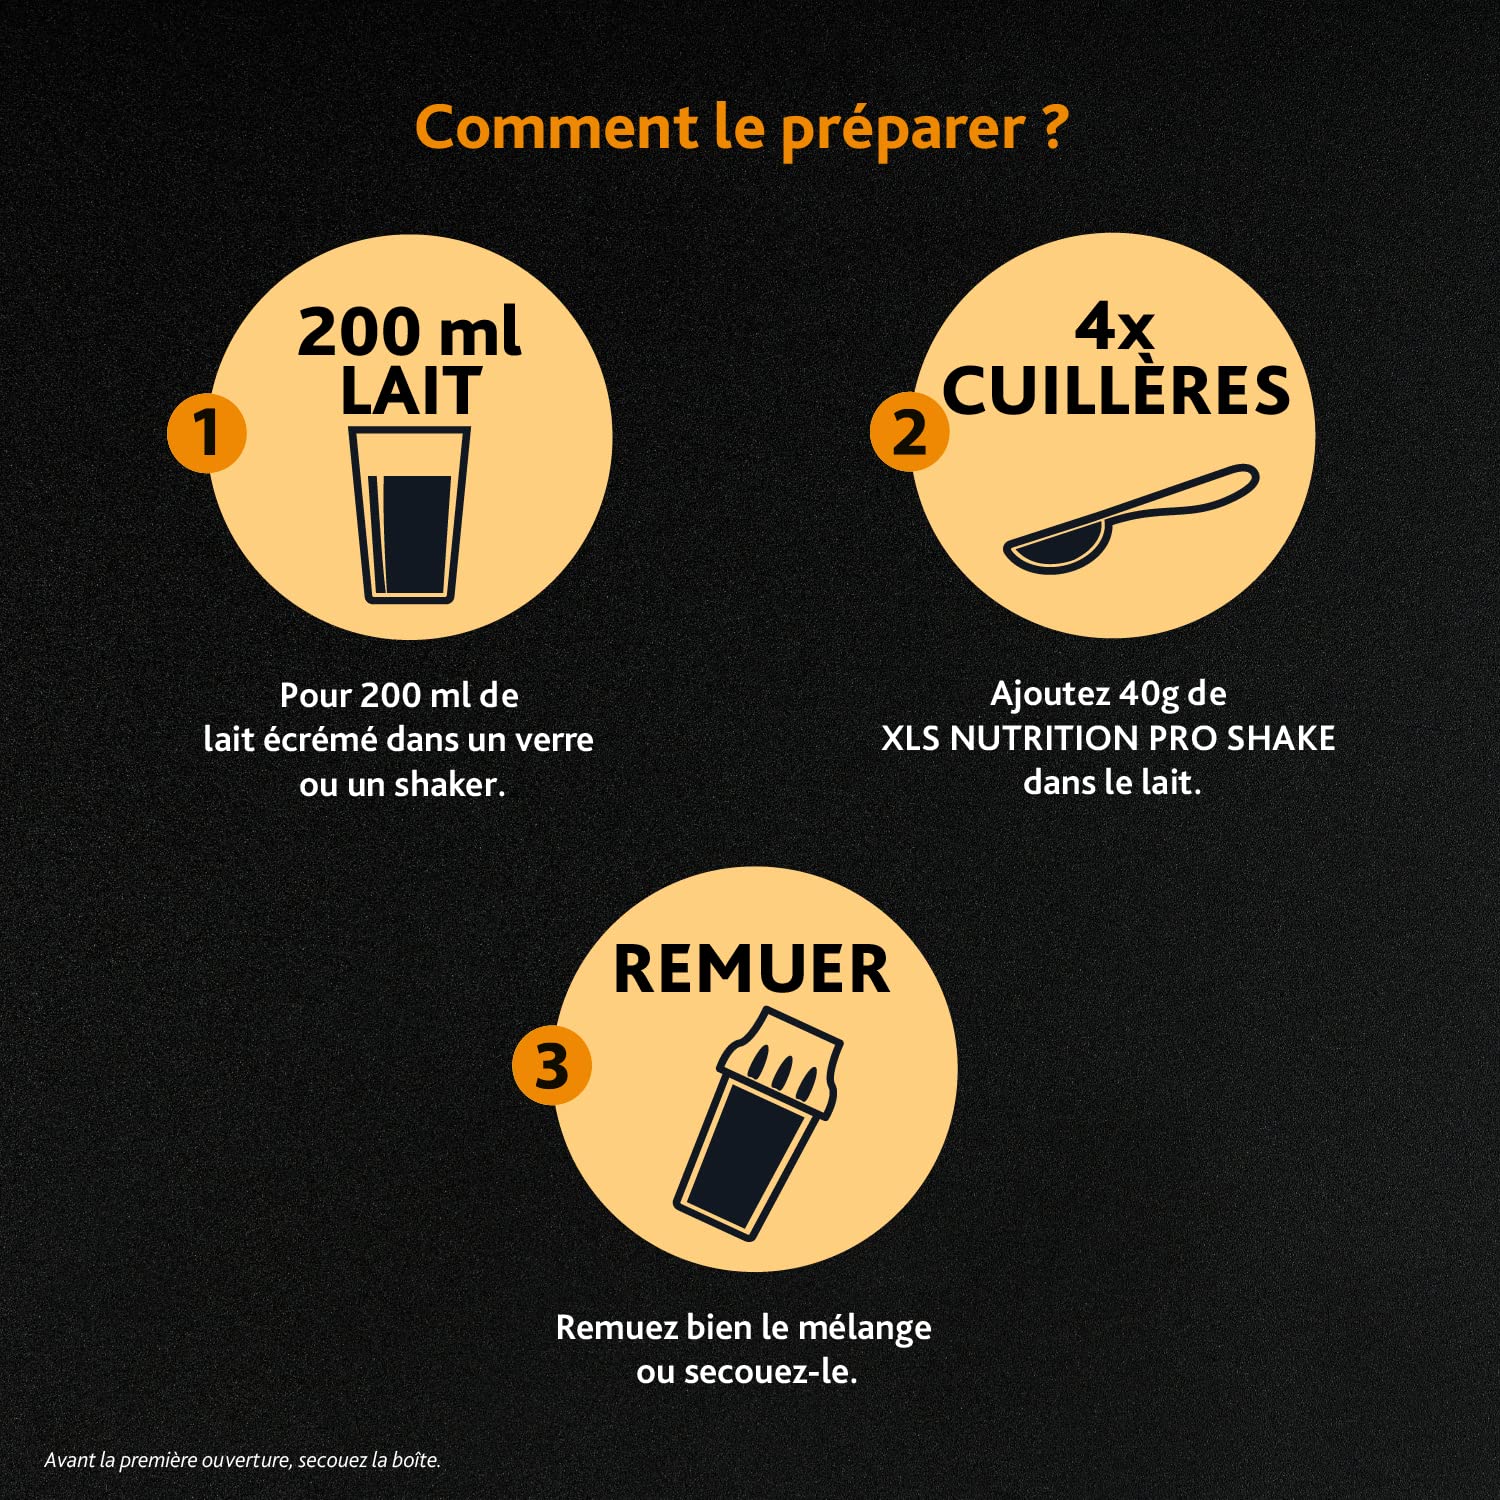 Comment le préparer ?
200 ml
LAIT
1
Pour 200 ml de
lait écrémé dans un verre
ou un shaker.
4x
CUILLÈRES
2
Ajoutez 40g de
XLS NUTRITION PRO SHAKE
dans le lait.
REMUER
3
Remuez bien le mélange
ou secouez-le.
Avant la première ouverture, secouez la boîte.